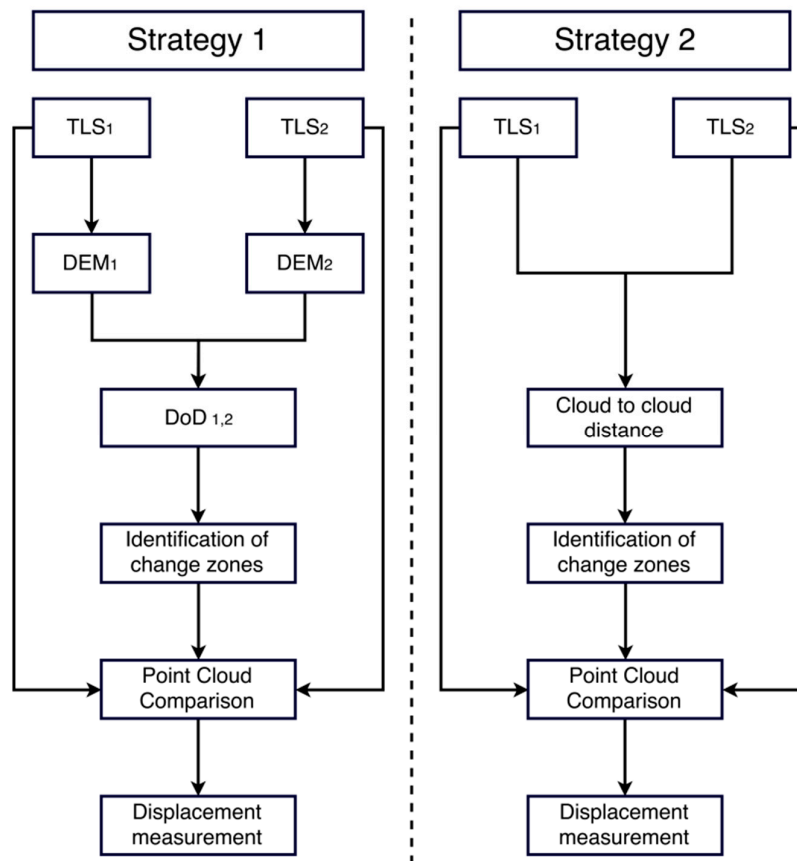 Strategy 1
TLS1
TLS2
DEM1
DEM2
DoD 1,2
Identification of
change zones
Point Cloud
Comparison
Displacement
measurement
Strategy 2
TLS1
TLS2
Cloud to cloud
distance
Identification of
change zones
Point Cloud
Comparison
Displacement
measurement